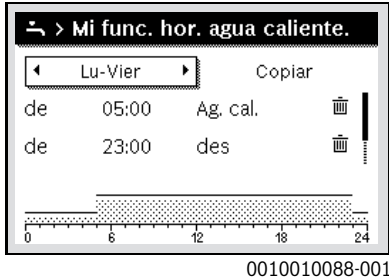 > Mi func. hor. agua caliente.
Lu-Vier Copiar
de 05:00 Ag. cal.
de 23:00 des
0 6 12 18 24
0010010088-001